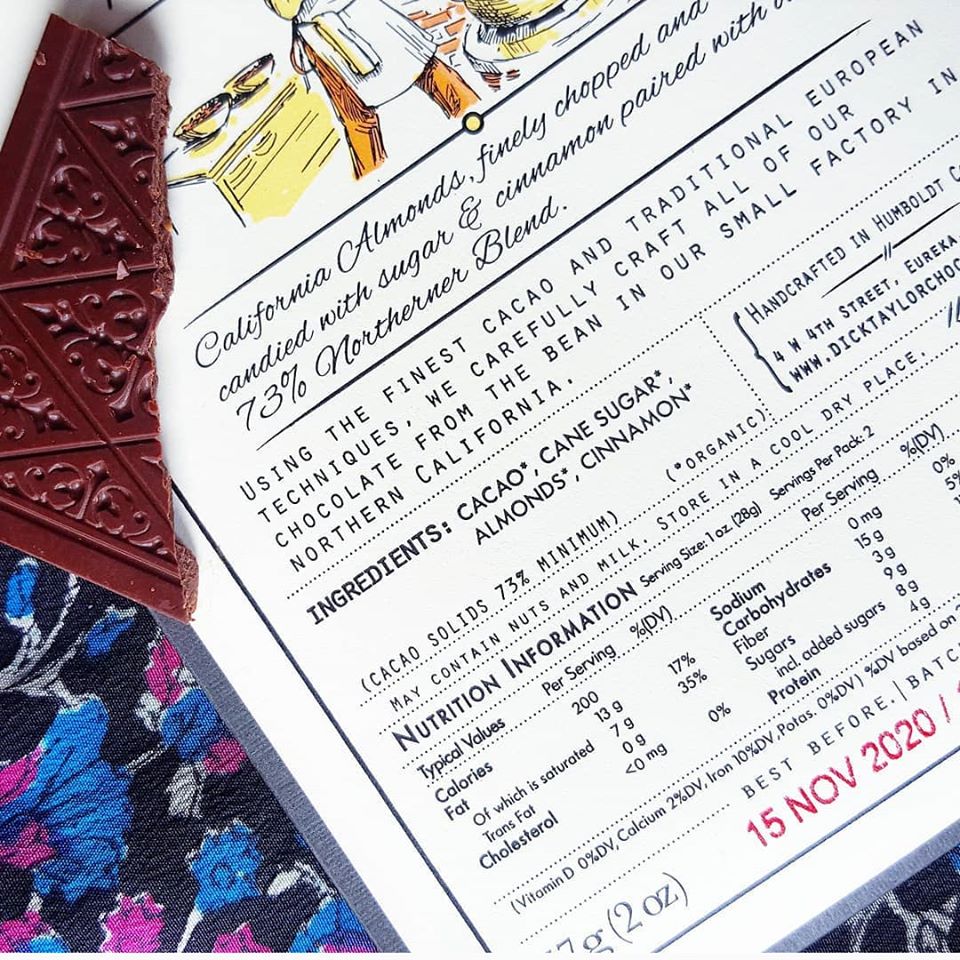 California Almonds, finely chopped and
candied with sugar & cinnamon paired with
73% Northerner Blend.
USING THE FINEST CACAO AND TRADITIONAL EUROPEAN
TECHNIQUES, WE CAREFULLY CRAFT ALL OF OUR
CHOCOLATE FROM THE BEAN IN OUR SMALL FACTORY IN
NORTHERN CALIFORNIA.
HANDCRAFTED IN HUMBOLDT
4 W 4TH STREET, EUREKA
WWW.DICKTAYLORCHOC
INGREDIENTS: CACAO*, CANE SUGAR*,
ALMONDS*, CINNAMON*
(*ORGANIC)
(CACAO SOLIDS 73% MINIMUM)
MAY CONTAIN NUTS AND MILK. STORE IN A COOL DRY PLACE.
NUTRITION INFORMATION Serving Size: 1 oz (28g) Servings Per Pack: 2
Typical Values Per Serving %(DV) Per Serving %(DV)
Calories 200
Fat 13 g 17%
Of which is saturated 7 g 35%
Trans Fat 0 g
Cholesterol <0 mg 0%
Sodium 0 mg 0%
Carbohydrates 15 g 5%
Fiber 3 g
Sugars 9 g
incl. added sugars 8 g
Protein 4 g
(Vitamin D 0%DV, Calcium 2%DV, Iron 10%DV, Potas. 0%DV) %DV based on
BEST BEFORE. | BATC
15 NOV 2020 /
57g (2 oz)